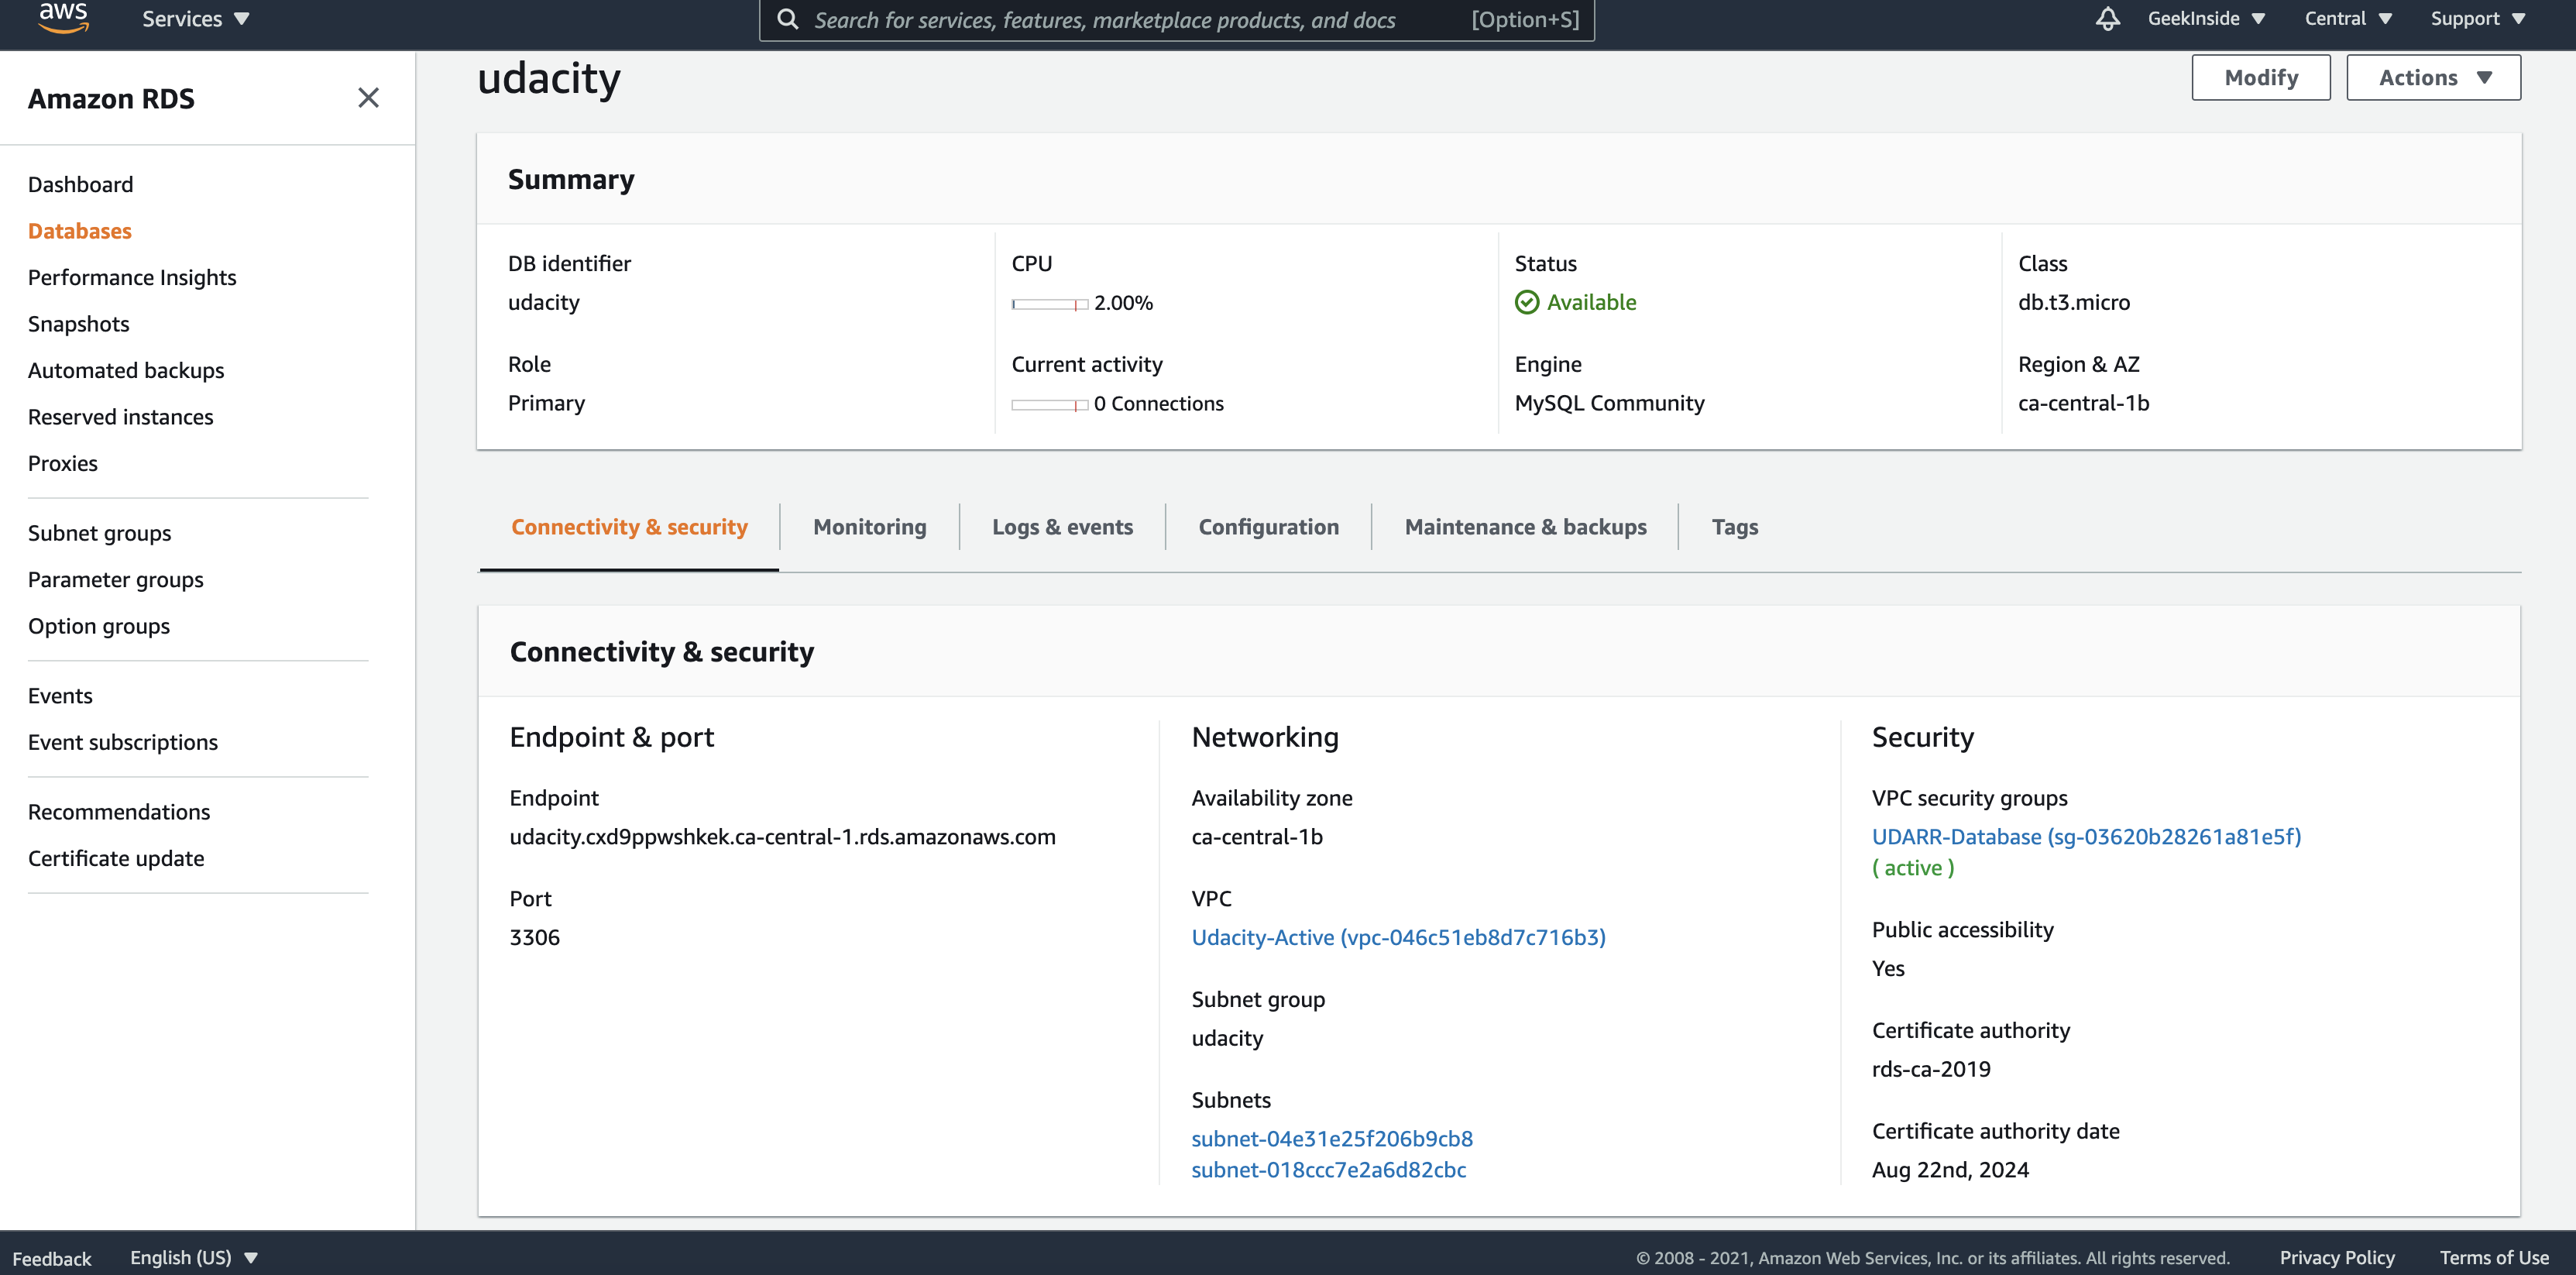 aws
Services
Search for services, features, marketplace products, and docs [Option+S]
GeekInside
Central
Support
Amazon RDS
Dashboard
Databases
Performance Insights
Snapshots
Automated backups
Reserved instances
Proxies
Subnet groups
Parameter groups
Option groups
Events
Event subscriptions
Recommendations
Certificate update
udacity
Modify
Actions
Summary
DB identifier
udacity
CPU
2.00%
Status
Available
Class
db.t3.micro
Role
Primary
Current activity
0 Connections
Engine
MySQL Community
Region & AZ
ca-central-1b
Connectivity & security
Monitoring
Logs & events
Configuration
Maintenance & backups
Tags
Connectivity & security
Endpoint & port
Endpoint
udacity.cxd9ppwshkek.ca-central-1.rds.amazonaws.com
Port
3306
Networking
Availability zone
ca-central-1b
VPC
Udacity-Active (vpc-046c51eb8d7c716b3)
Subnet group
udacity
Subnets
subnet-04e31e25f206b9cb8
subnet-018ccc7e2a6d82cbc
Security
VPC security groups
UDARR-Database (sg-03620b28261a81e5f)
( active )
Public accessibility
Yes
Certificate authority
rds-ca-2019
Certificate authority date
Aug 22nd, 2024
Feedback
English (US)
© 2008 - 2021, Amazon Web Services, Inc. or its affiliates. All rights reserved.
Privacy Policy
Terms of Use